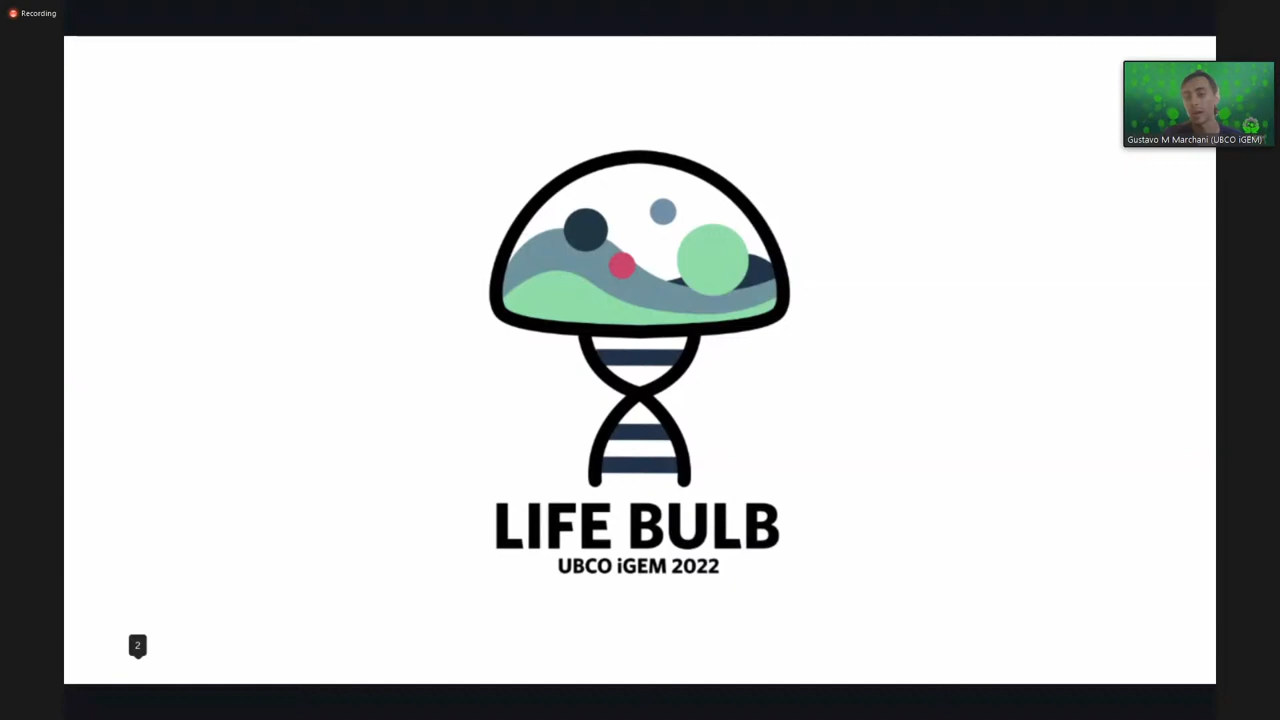 Recording
Gustavo M Marchani (UBCO iGEM)
LIFE BULB
UBCO iGEM 2022
2